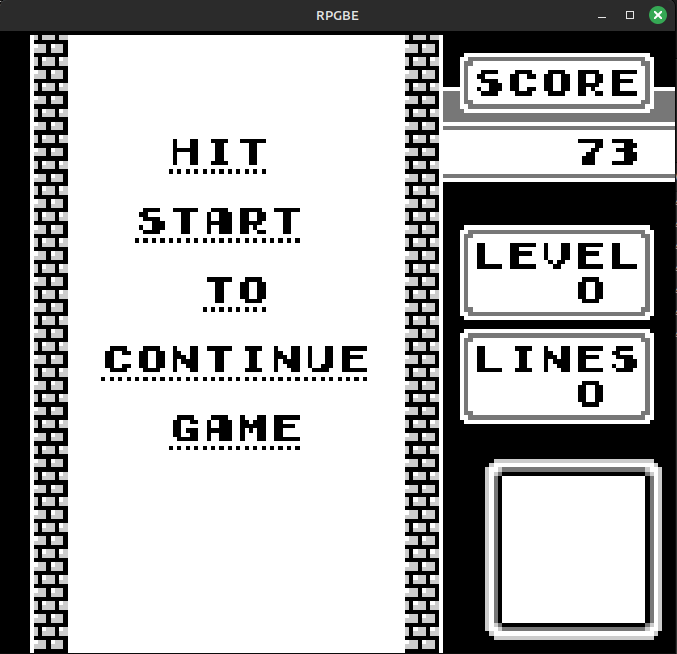 RPGBE
HIT
START
TO
CONTINUE
GAME
SCORE
73
LEVEL
0
LINES
0